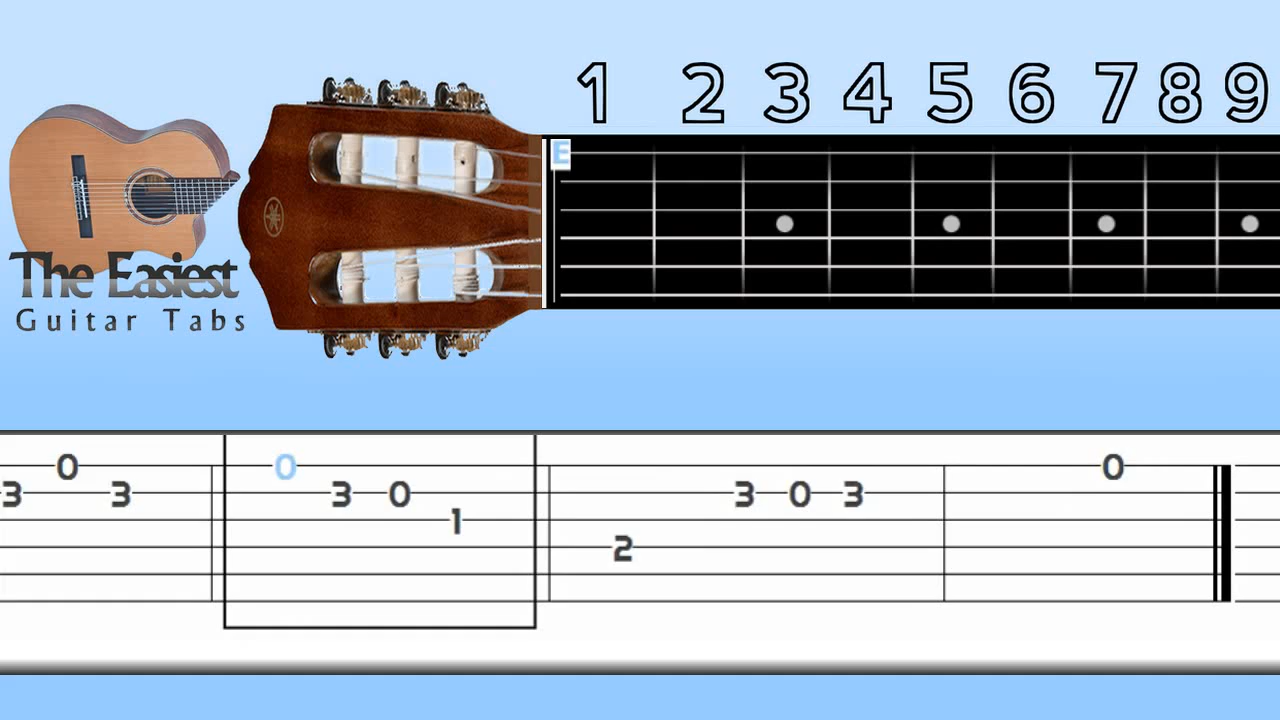 1 2 3 4 5 6 7 8 9
E
The Easiest
Guitar Tabs
0 0 0
3 3 3 0 3 0 3
1
2